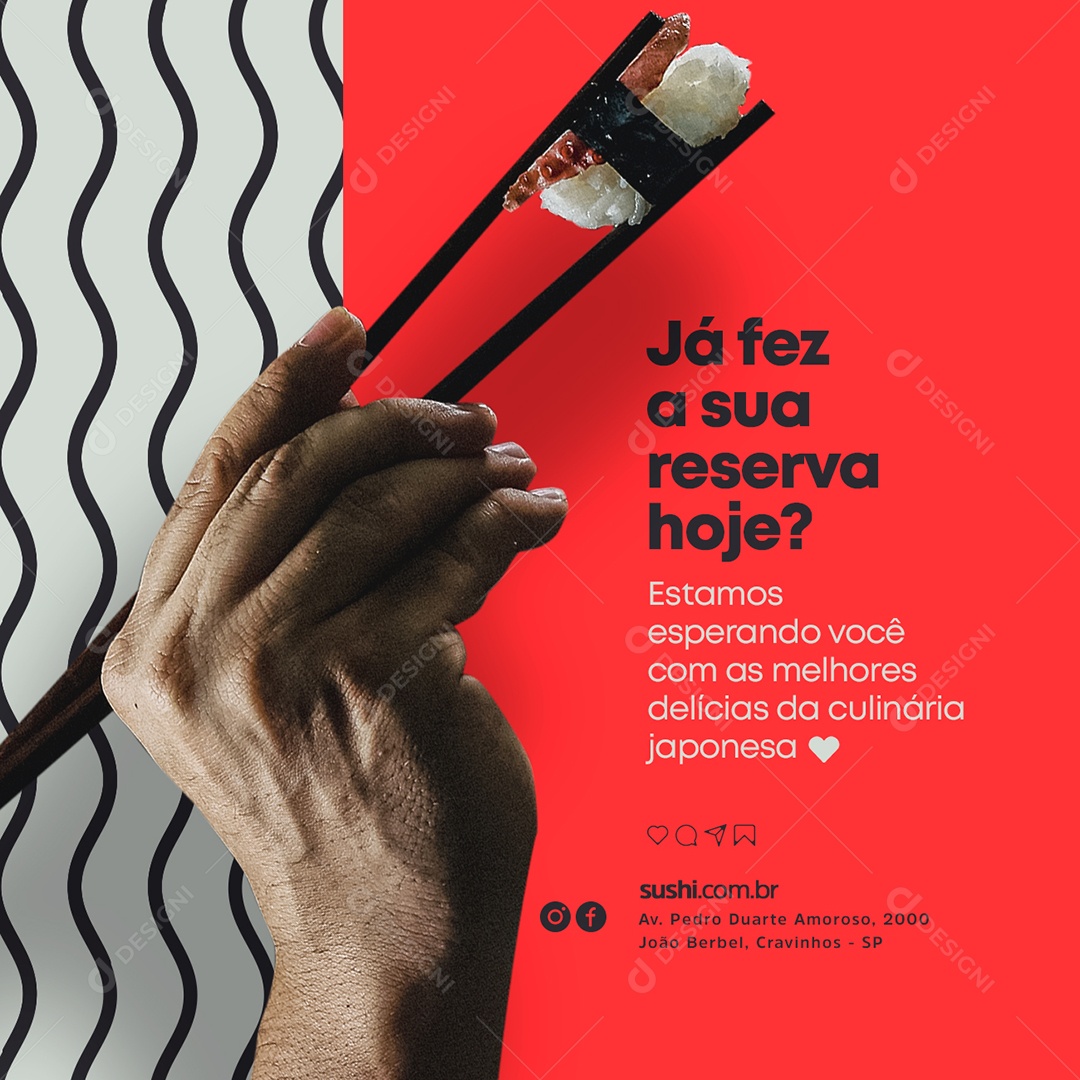 Já fez
a sua
reserva
hoje?
Estamos
esperando você
com as melhores
delícias da culinária
japonesa
sushi.com.br
Av. Pedro Duarte Amoroso, 2000
João Berbel, Cravinhos - SP
DESIGNI